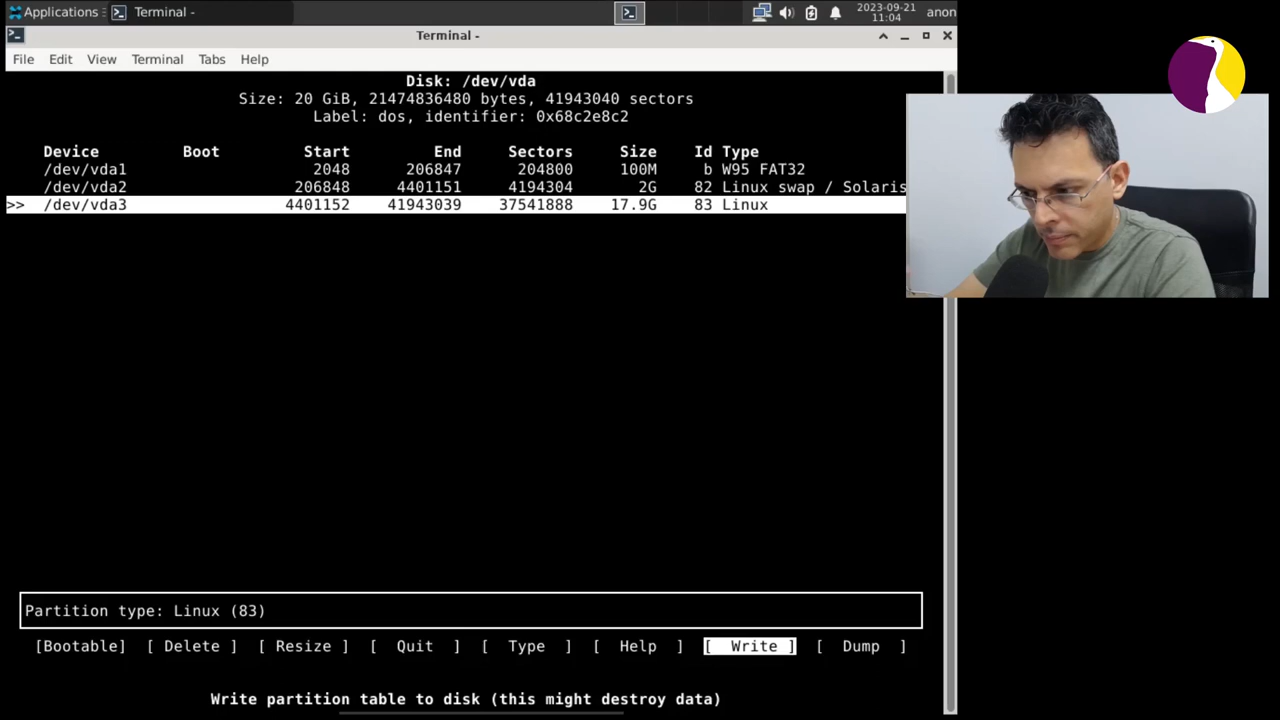 Applications Terminal - 2023-09-21 anon
11:04
Terminal -
File Edit View Terminal Tabs Help
Disk: /dev/vda
Size: 20 GiB, 21474836480 bytes, 41943040 sectors
Label: dos, identifier: 0x68c2e8c2
Device Boot Start End Sectors Size Id Type
/dev/vda1 2048 206847 204800 100M b W95 FAT32
/dev/vda2 206848 4401151 4194304 2G 82 Linux swap / Solaris
>> /dev/vda3 4401152 41943039 37541888 17.9G 83 Linux
Partition type: Linux (83)
[Bootable] [ Delete ] [ Resize ] [ Quit ] [ Type ] [ Help ] [ Write ] [ Dump ]
Write partition table to disk (this might destroy data)